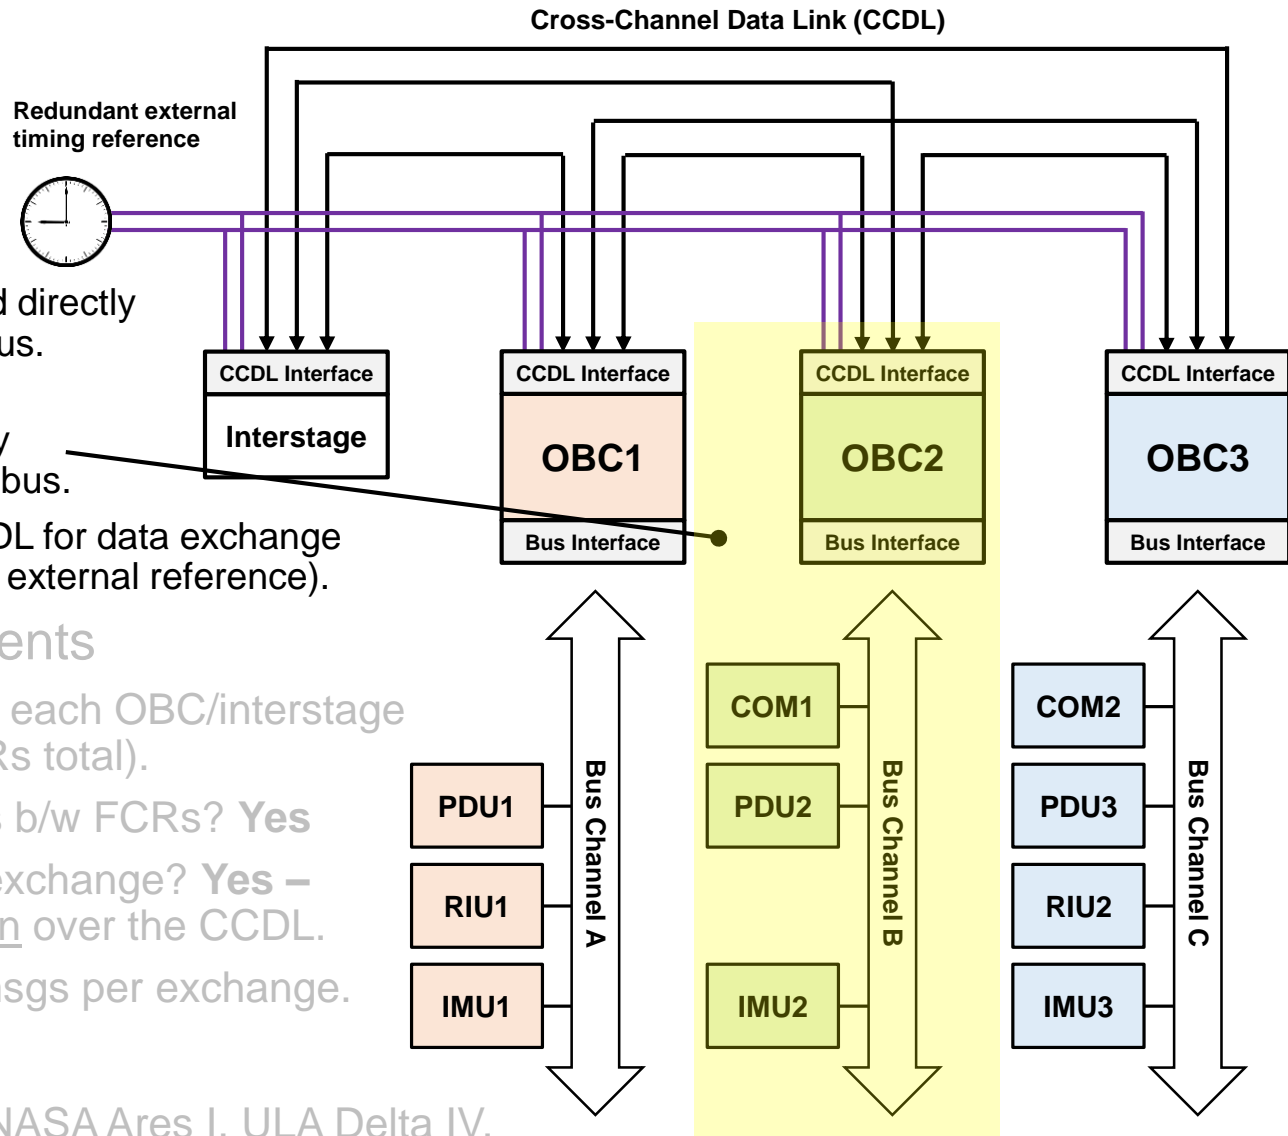 Cross-Channel Data Link (CCDL)
Redundant external
timing reference
directly
us.
bus.
DL for data exchange
external reference).
ents
each OBC/interstage
Rs total).
s b/w FCRs? Yes
exchange? Yes –
n over the CCDL.
nsgs per exchange.
NASA Ares I, ULA Delta IV,
CCDL Interface
Interstage
CCDL Interface
OBC1
Bus Interface
CCDL Interface
OBC2
Bus Interface
CCDL Interface
OBC3
Bus Interface
PDU1
RIU1
IMU1
Bus Channel A
COM1
PDU2
IMU2
Bus Channel B
COM2
PDU3
RIU2
IMU3
Bus Channel C